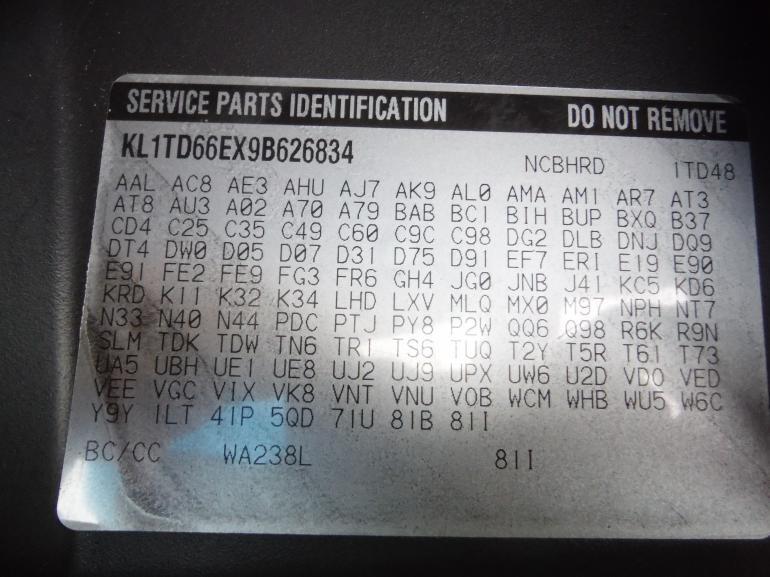 SERVICE PARTS IDENTIFICATION DO NOT REMOVE
KL1TD66EX9B626834 NCBHRD 1TD48
AAL AC8 AE3 AHU AJ7 AK9 AL0 AMA AM1 AR7 AT3
AT8 AU3 A02 A70 A79 BAB BC1 B1H BUP BXQ B37
CD4 C25 C35 C49 C60 C9C C98 DG2 DLB DNJ DQ9
DT4 DW0 D05 D07 D31 D75 D91 EF7 ER1 E19 E90
E91 FE2 FE9 FG3 FR6 GH4 JG0 JNB J41 KC5 KD6
KRD K11 K32 K34 LHD LXV MLQ MX0 M97 NPH NT7
N33 N40 N44 PDC PTJ PY8 P2W QQ6 Q98 R6K R9N
SLM TDK TDW TN6 TR1 TS6 TUQ T2Y T5R T61 T73
UA5 UBH UE1 UE8 UJ2 UJ9 UPX UW6 U2D VD0 VED
VEE VGC V1X VK8 VNT VNU V0B WCM WHB WU5 W6C
Y9Y 1LT 41P 5QD 71U 81B 81I
BC/CC WA238L 81I